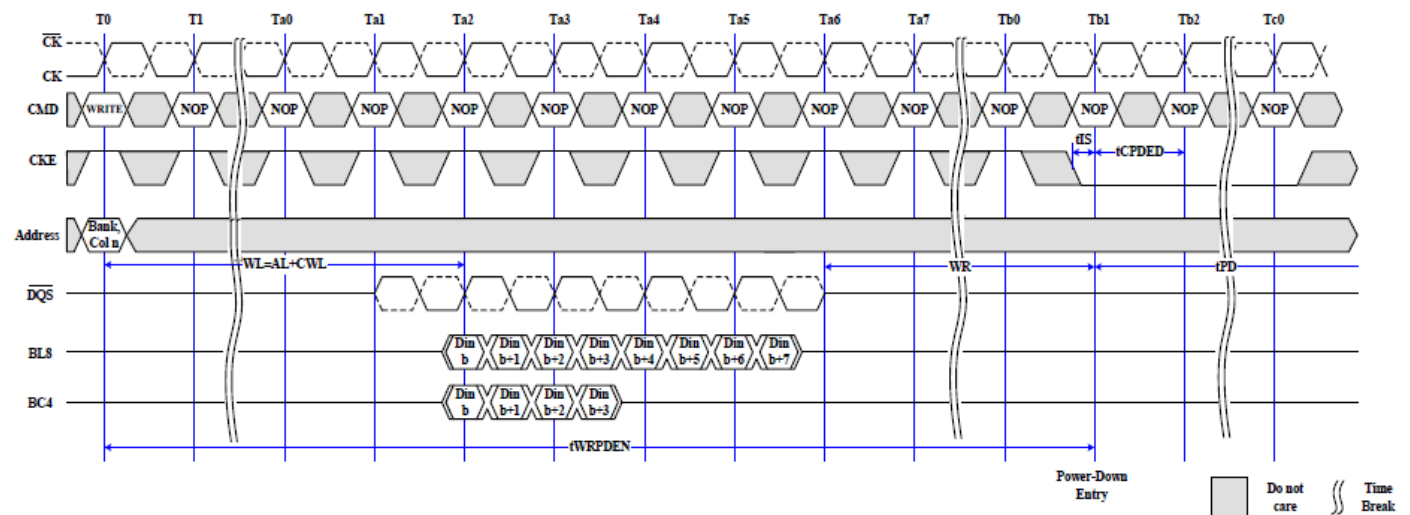 T0 T1 Ta0 Ta1 Ta2 Ta3 Ta4 Ta5 Ta6 Ta7 Tb0 Tb1 Tb2 Tc0
CK
CK
CMD WRITE NOP NOP NOP NOP NOP NOP NOP NOP NOP NOP NOP NOP NOP
tIS
CKE tCPDED
Address Bank,
Col n
WL=AL+CWL WR tPD
DQS
BL8 Din b Din b+1 Din b+2 Din b+3 Din b+4 Din b+5 Din b+6 Din b+7
BC4 Din b Din b+1 Din b+2 Din b+3
tWRPDEN
Power-Down
Entry
Do not
care
Time
Break